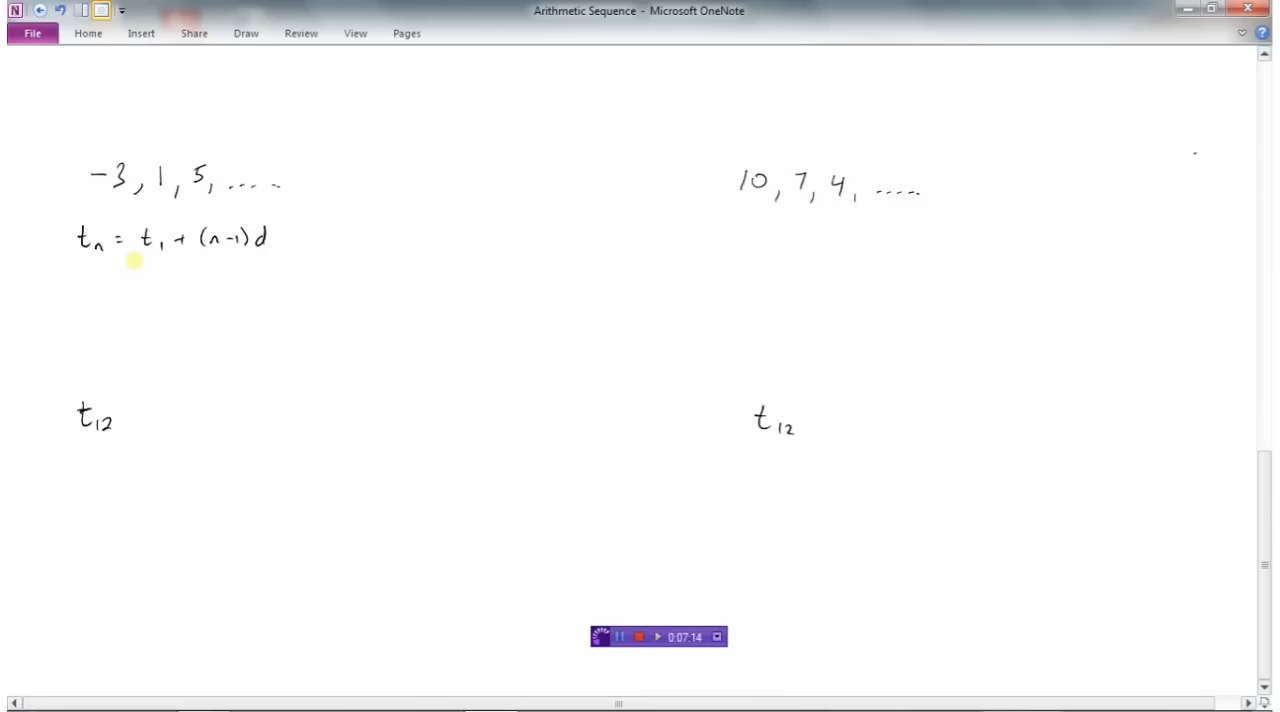 Arithmetic Sequence - Microsoft OneNote
File Home Insert Share Draw Review View Pages
-3, 1, 5, .....
10, 7, 4, .....
tₙ = t₁ + (n-1)d
t₁₂
t₁₂
0:07:14